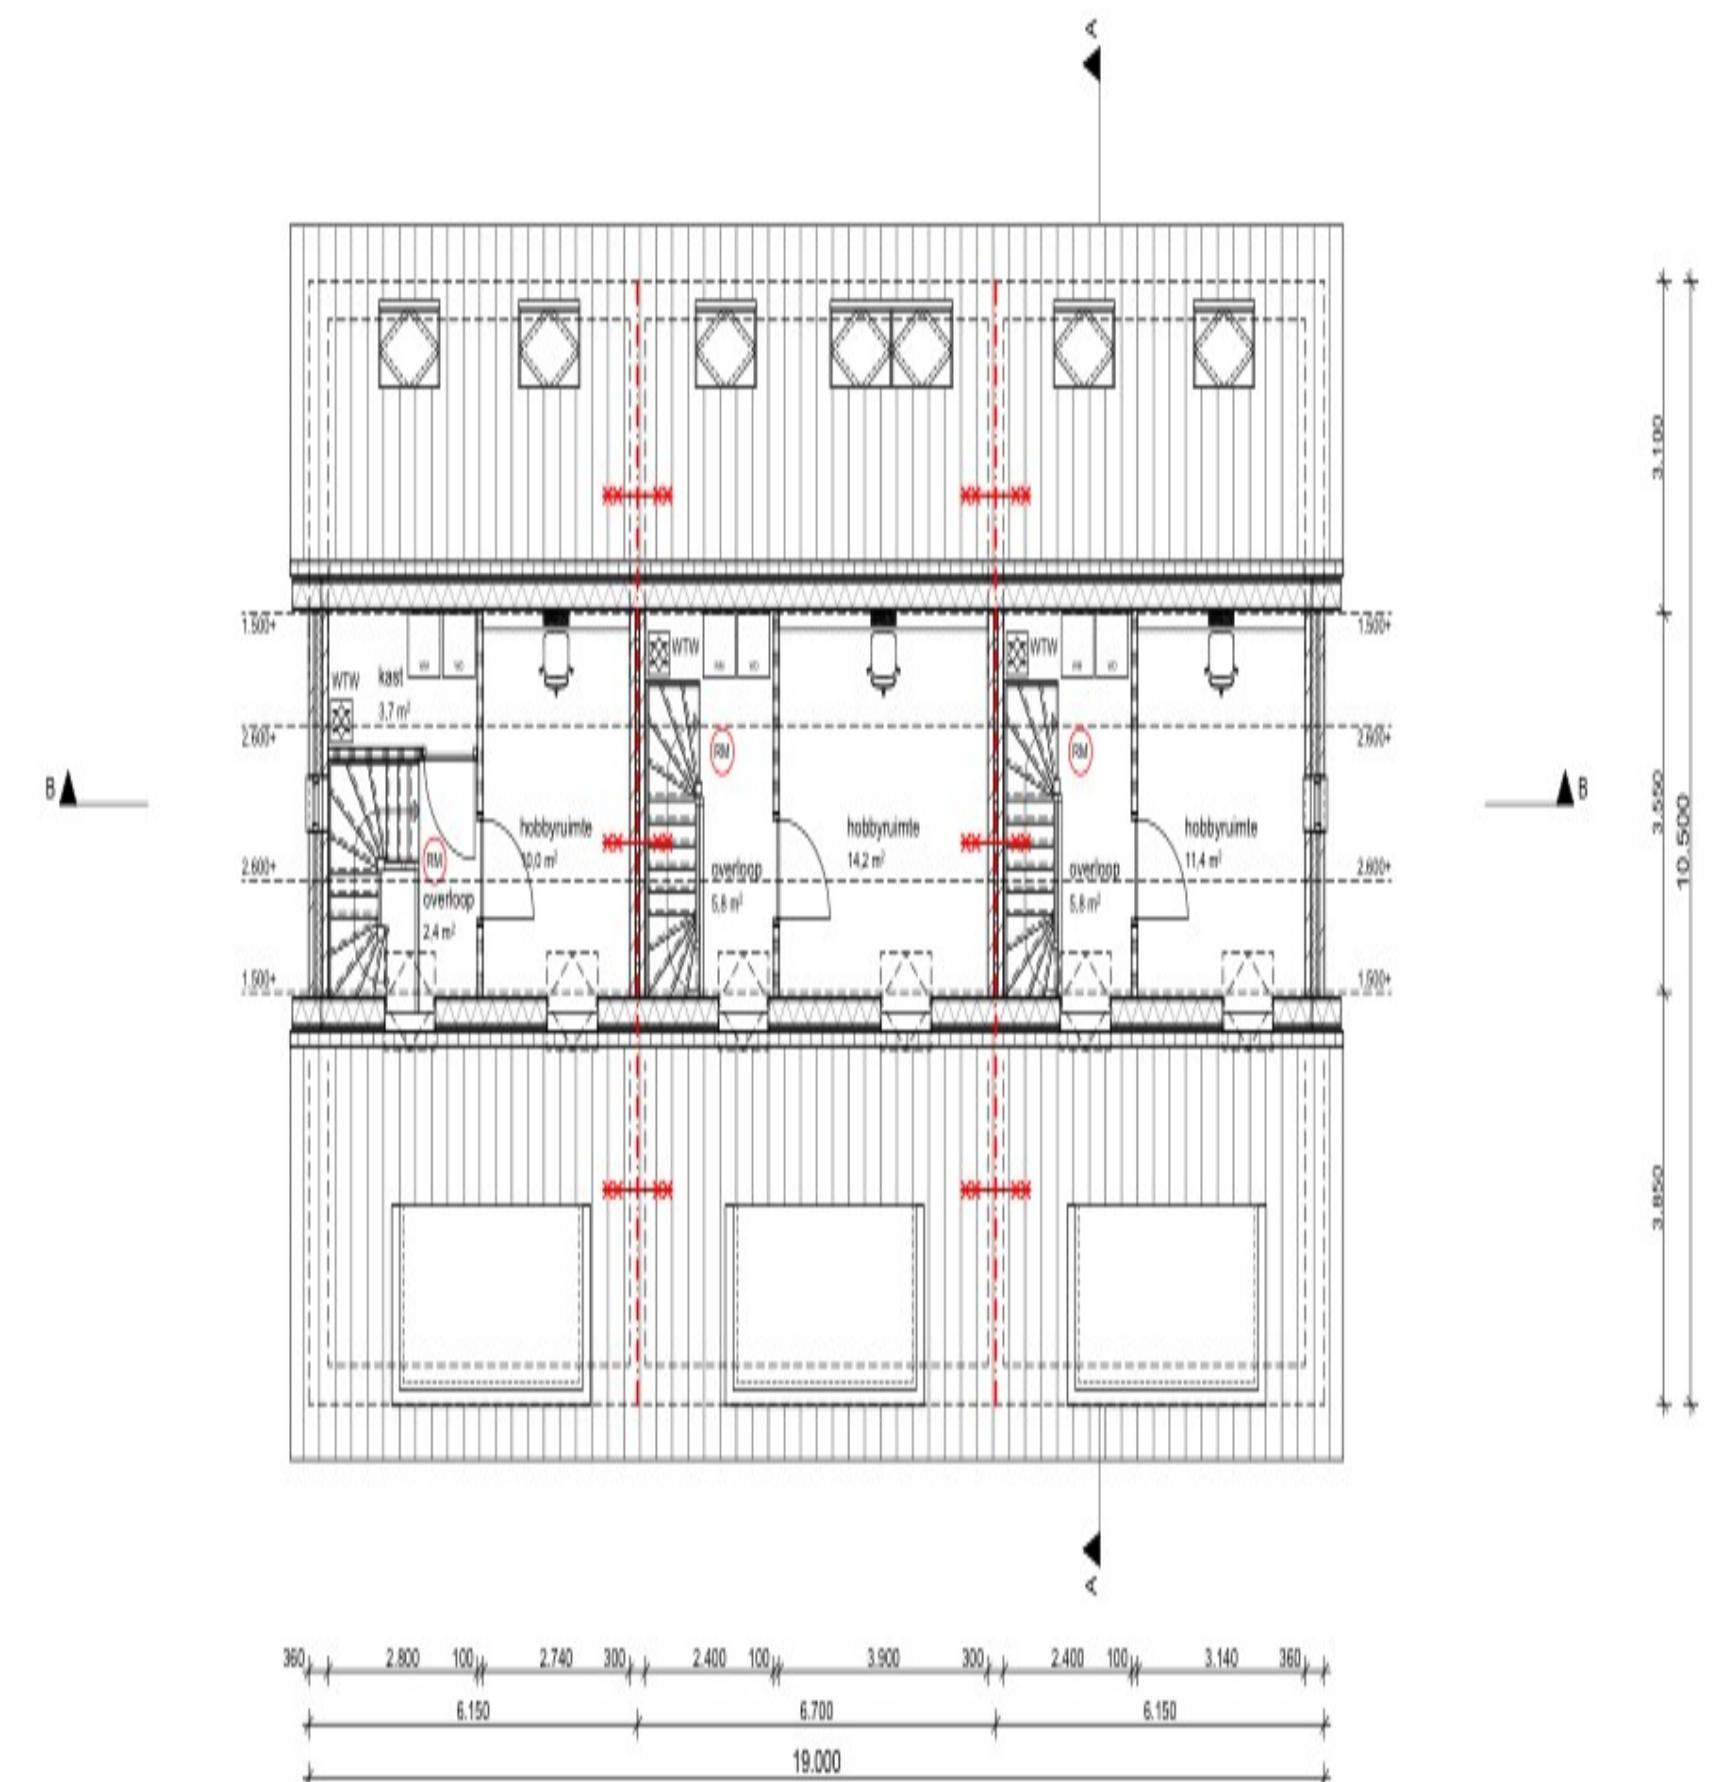 A
3.100
1.500+ 1.500+
WTW WTW
kast
WTW
3,7 m²
2.600+ 2.600+
RM RM
B B
3.550
10.500
hobbyruimte hobbyruimte hobbyruimte
RM 10,0 m² 14,2 m² 11,4 m²
2.600+ overloop overloop 2.600+
overloop 5,8 m² 5,8 m²
2,4 m²
1.500+ 1.500+
3.850
A
360 2.800 100 2.740 300 2.400 100 3.900 300 2.400 100 3.140 360
6.150 6.700 6.150
19.000